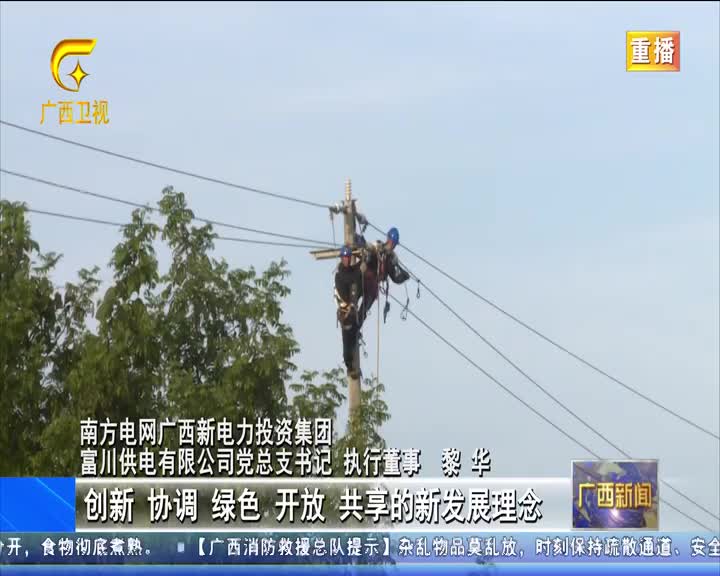 广西卫视
重播
南方电网广西新电力投资集团
富川供电有限公司党总支书记 执行董事 黎 华
创新 协调 绿色 开放 共享的新发展理念
广西新闻
开，食物彻底煮熟。 【广西消防救援总队提示】杂乱物品莫乱放，时刻保持疏散通道、安全